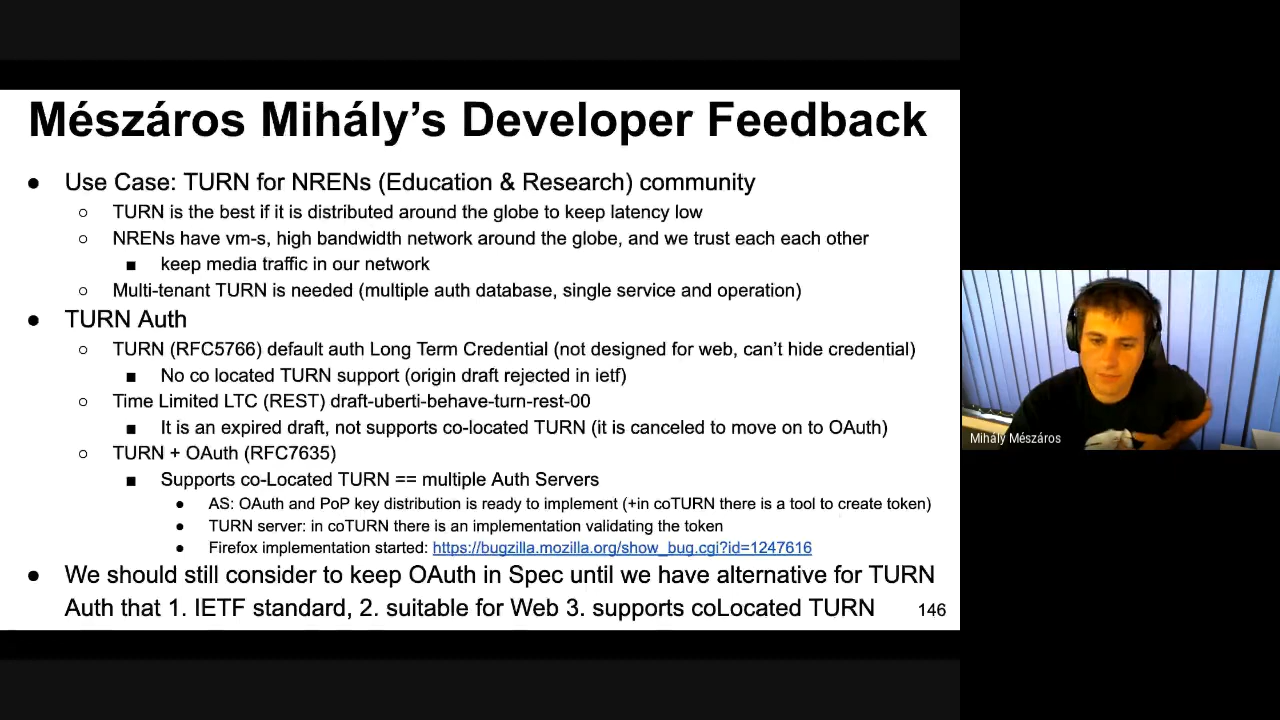 Mészáros Mihály’s Developer Feedback
● Use Case: TURN for NRENs (Education & Research) community
○ TURN is the best if it is distributed around the globe to keep latency low
○ NRENs have vm-s, high bandwidth network around the globe, and we trust each each other
■ keep media traffic in our network
○ Multi-tenant TURN is needed (multiple auth database, single service and operation)
● TURN Auth
○ TURN (RFC5766) default auth Long Term Credential (not designed for web, can’t hide credential)
■ No co located TURN support (origin draft rejected in ietf)
○ Time Limited LTC (REST) draft-uberti-behave-turn-rest-00
■ It is an expired draft, not supports co-located TURN (it is canceled to move on to OAuth)
○ TURN + OAuth (RFC7635)
■ Supports co-Located TURN == multiple Auth Servers
● AS: OAuth and PoP key distribution is ready to implement (+in coTURN there is a tool to create token)
● TURN server: in coTURN there is an implementation validating the token
● Firefox implementation started: https://bugzilla.mozilla.org/show_bug.cgi?id=1247616
● We should still consider to keep OAuth in Spec until we have alternative for TURN
Auth that 1. IETF standard, 2. suitable for Web 3. supports coLocated TURN
146
Mihály Mészáros